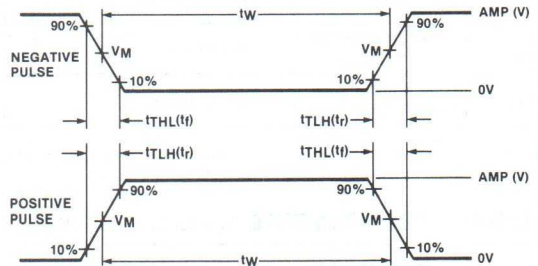 90% tW 90% AMP (V)
NEGATIVE PULSE VM VM
10% 10% 0V
tTHL(tf) tTLH(tr)
tTLH(tr) tTHL(tf)
90% 90% AMP (V)
POSITIVE PULSE VM VM
10% tW 10% 0V